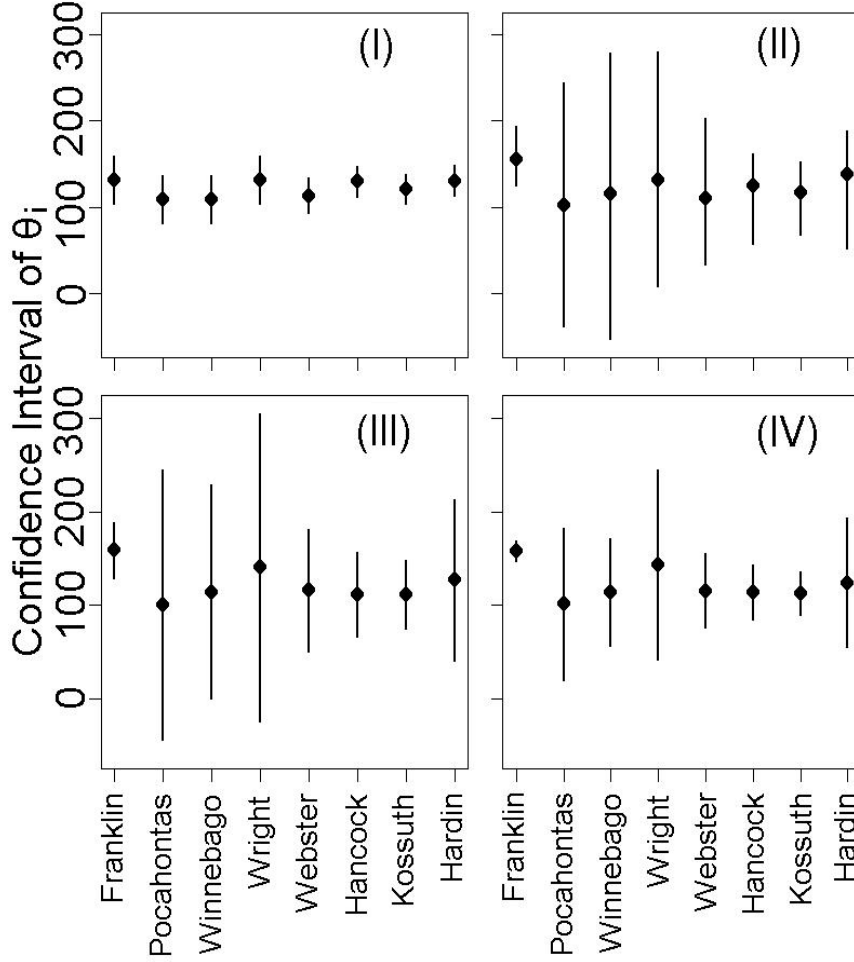 Confidence Interval of θi
300
200
100
0
(I)
(II)
300
200
100
0
(III)
(IV)
Franklin
Pocahontas
Winnebago
Wright
Webster
Hancock
Kossuth
Hardin
Franklin
Pocahontas
Winnebago
Wright
Webster
Hancock
Kossuth
Hardin